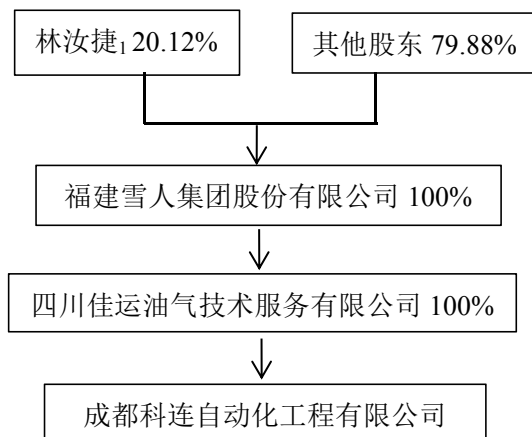 林汝捷₁ 20.12%
其他股东 79.88%
福建雪人集团股份有限公司 100%
四川佳运油气技术服务有限公司 100%
成都科连自动化工程有限公司